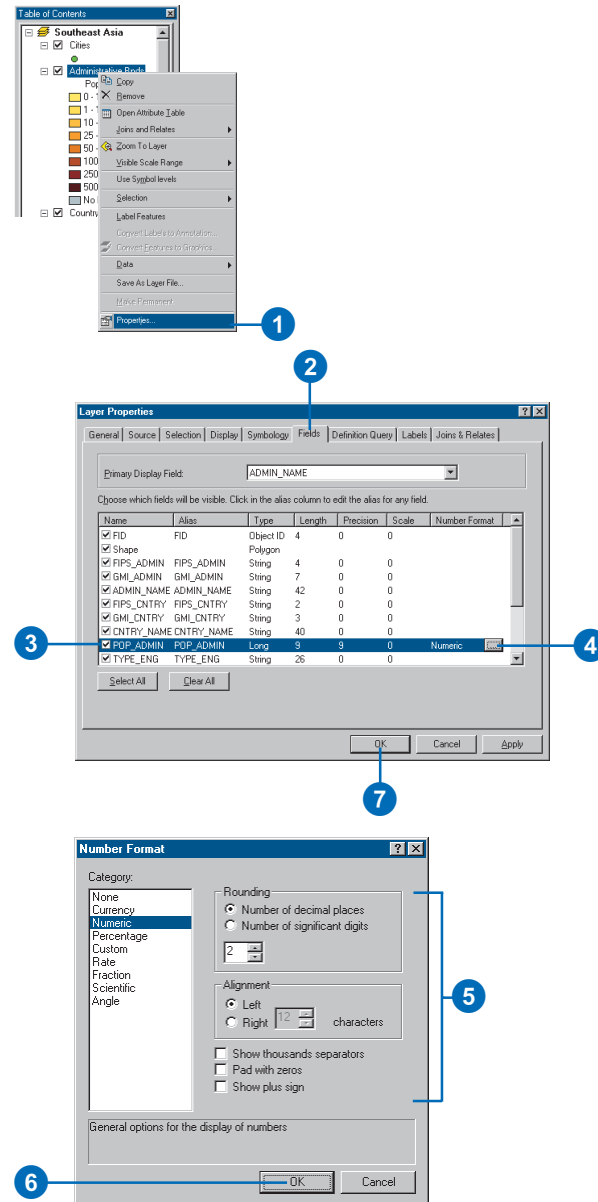 Table of Contents
Southeast Asia
Cities
Administrative Bnds
Pop
0 - 1
1 - 1
10 -
25 -
50 -
100
250
500
No
Country
Copy
Remove
Open Attribute Table
Joins and Relates
Zoom To Layer
Visible Scale Range
Use Symbol levels
Selection
Label Features
Convert Labels to Annotation...
Convert Features to Graphics...
Data
Save As Layer File...
Make Permanent
Properties...
1
2
Layer Properties
General Source Selection Display Symbology Fields Definition Query Labels Joins & Relates
Primary Display Field: ADMIN_NAME
Choose which fields will be visible. Click in the alias column to edit the alias for any field.
Name Alias Type Length Precision Scale Number Format
FID FID Object ID 4 0 0
Shape Polygon
FIPS_ADMIN FIPS_ADMIN String 4 0 0
GMI_ADMIN GMI_ADMIN String 7 0 0
ADMIN_NAME ADMIN_NAME String 42 0 0
FIPS_CNTRY FIPS_CNTRY String 2 0 0
GMI_CNTRY GMI_CNTRY String 3 0 0
CNTRY_NAME CNTRY_NAME String 40 0 0
3 POP_ADMIN POP_ADMIN Long 9 9 0 Numeric ... 4
TYPE_ENG TYPE_ENG String 26 0 0
Select All Clear All
OK Cancel Apply
7
Number Format
Category:
None
Currency
Numeric
Percentage
Custom
Rate
Fraction
Scientific
Angle
Rounding
Number of decimal places
Number of significant digits
2
Alignment
Left
Right 12 characters
Show thousands separators
Pad with zeros
Show plus sign
5
General options for the display of numbers
6 OK Cancel